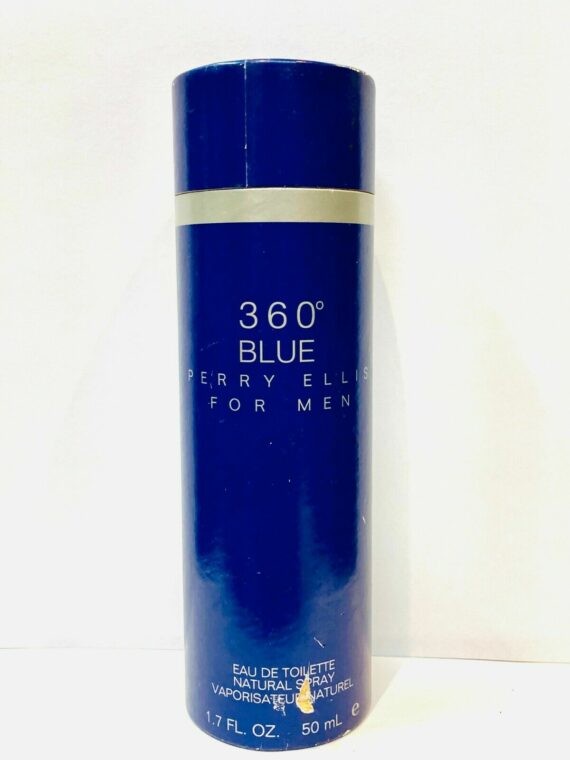 360°
BLUE
PERRY ELLIS
FOR MEN
EAU DE TOILETTE
NATURAL SPRAY
VAPORISATEUR NATUREL
1.7 FL. OZ. 50 mL e